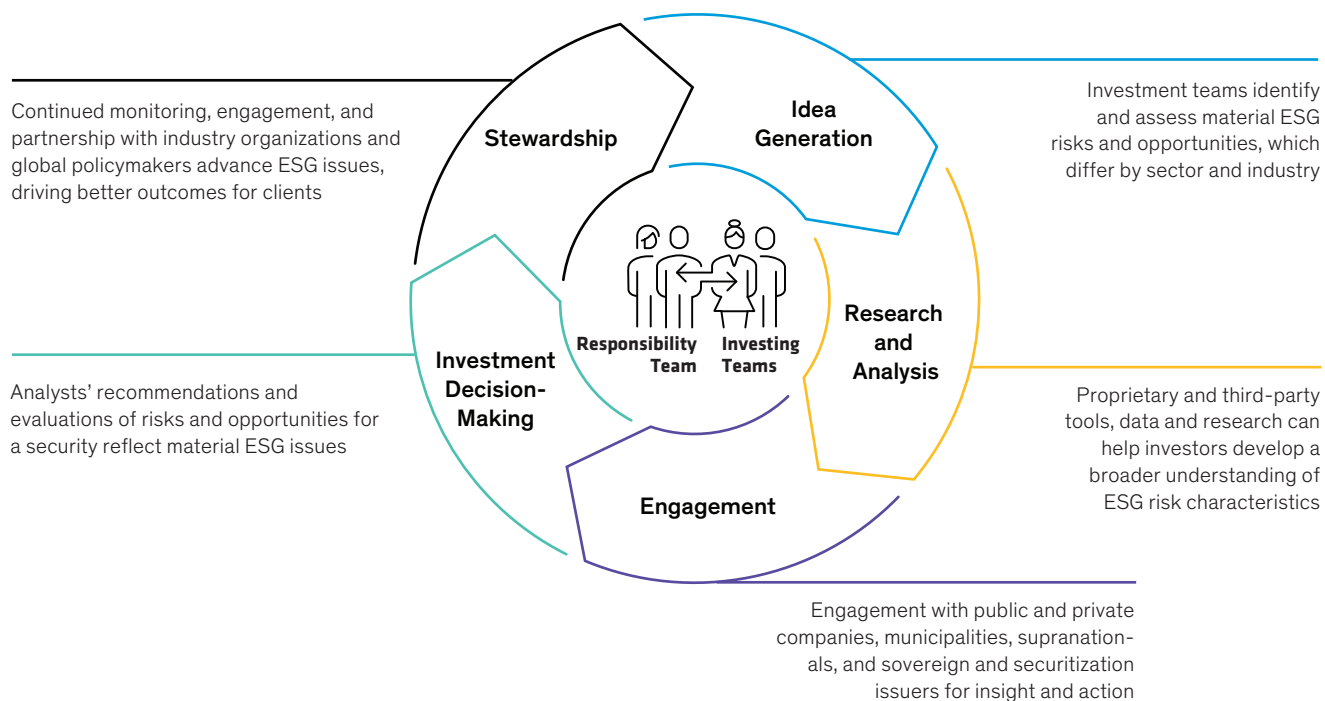 Stewardship
Continued monitoring, engagement, and
partnership with industry organizations and
global policymakers advance ESG issues,
driving better outcomes for clients
Idea
Generation
Investment teams identify
and assess material ESG
risks and opportunities, which
differ by sector and industry
Responsibility
Team
Investing
Teams
Research
and
Analysis
Proprietary and third-party
tools, data and research can
help investors develop a
broader understanding of
ESG risk characteristics
Investment
Decision-
Making
Analysts’ recommendations and
evaluations of risks and opportunities for
a security reflect material ESG issues
Engagement
Engagement with public and private
companies, municipalities, supranation-
als, and sovereign and securitization
issuers for insight and action